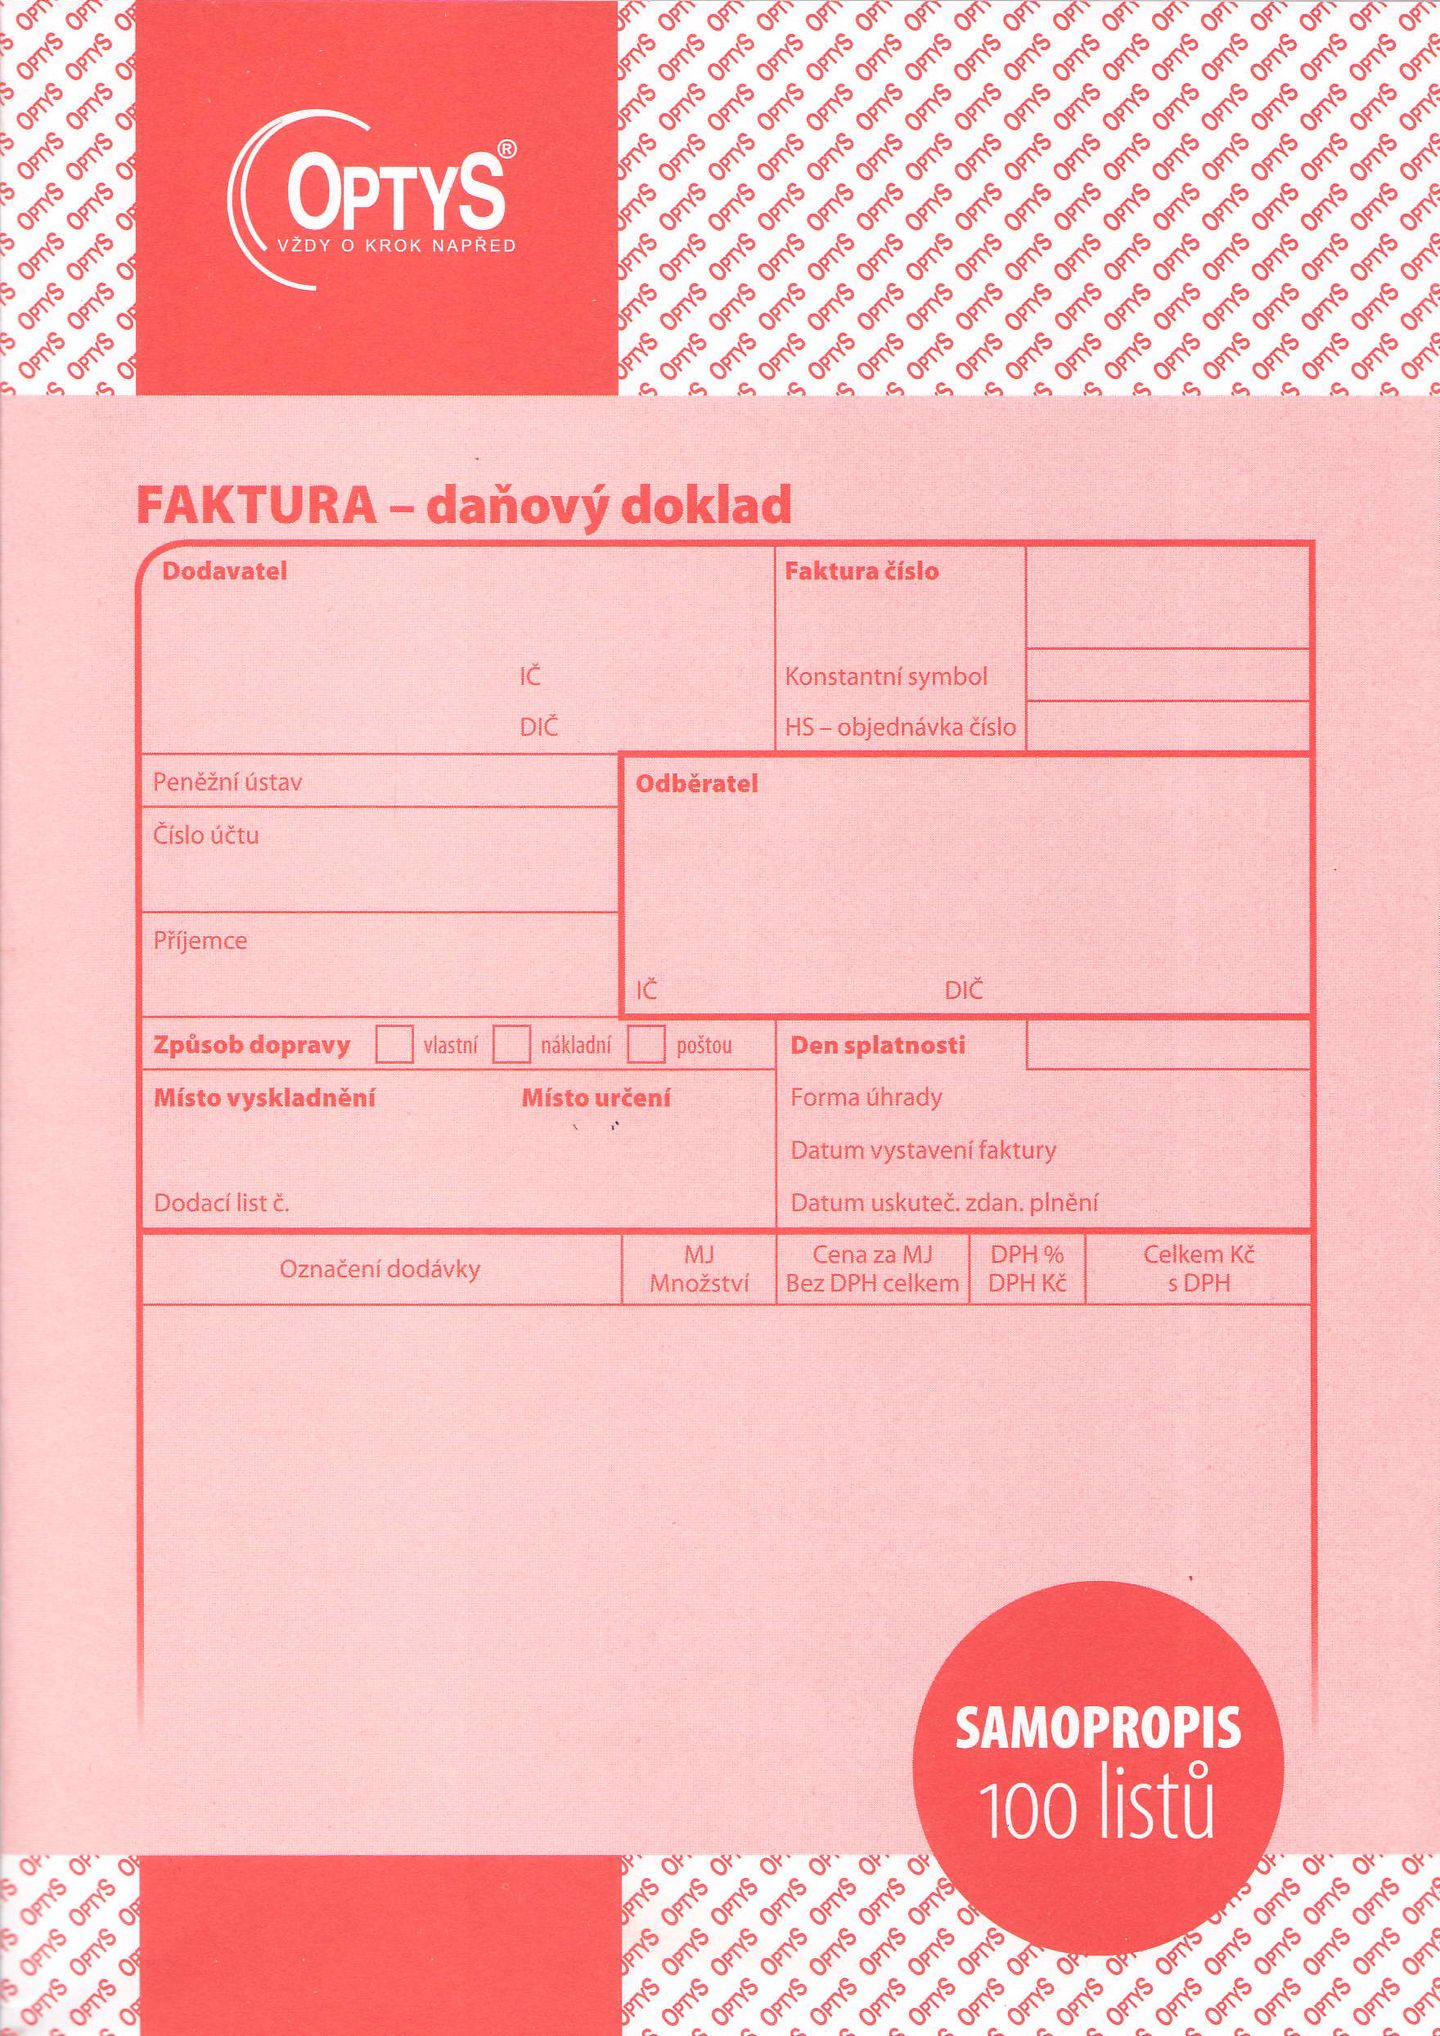 OPTYS®
VŽDY O KROK NAPŘED
FAKTURA – daňový doklad
Dodavatel
Faktura číslo
IČ
Konstantní symbol
DIČ
HS – objednávka číslo
Peněžní ústav
Odběratel
Číslo účtu
Příjemce
IČ DIČ
Způsob dopravy vlastní nákladní poštou
Den splatnosti
Místo vyskladnění Místo určení
Forma úhrady
Datum vystavení faktury
Dodací list č.
Datum uskuteč. zdan. plnění
Označení dodávky
MJ
Množství
Cena za MJ
Bez DPH celkem
DPH %
DPH Kč
Celkem Kč
s DPH
SAMOPROPIS
100 listů